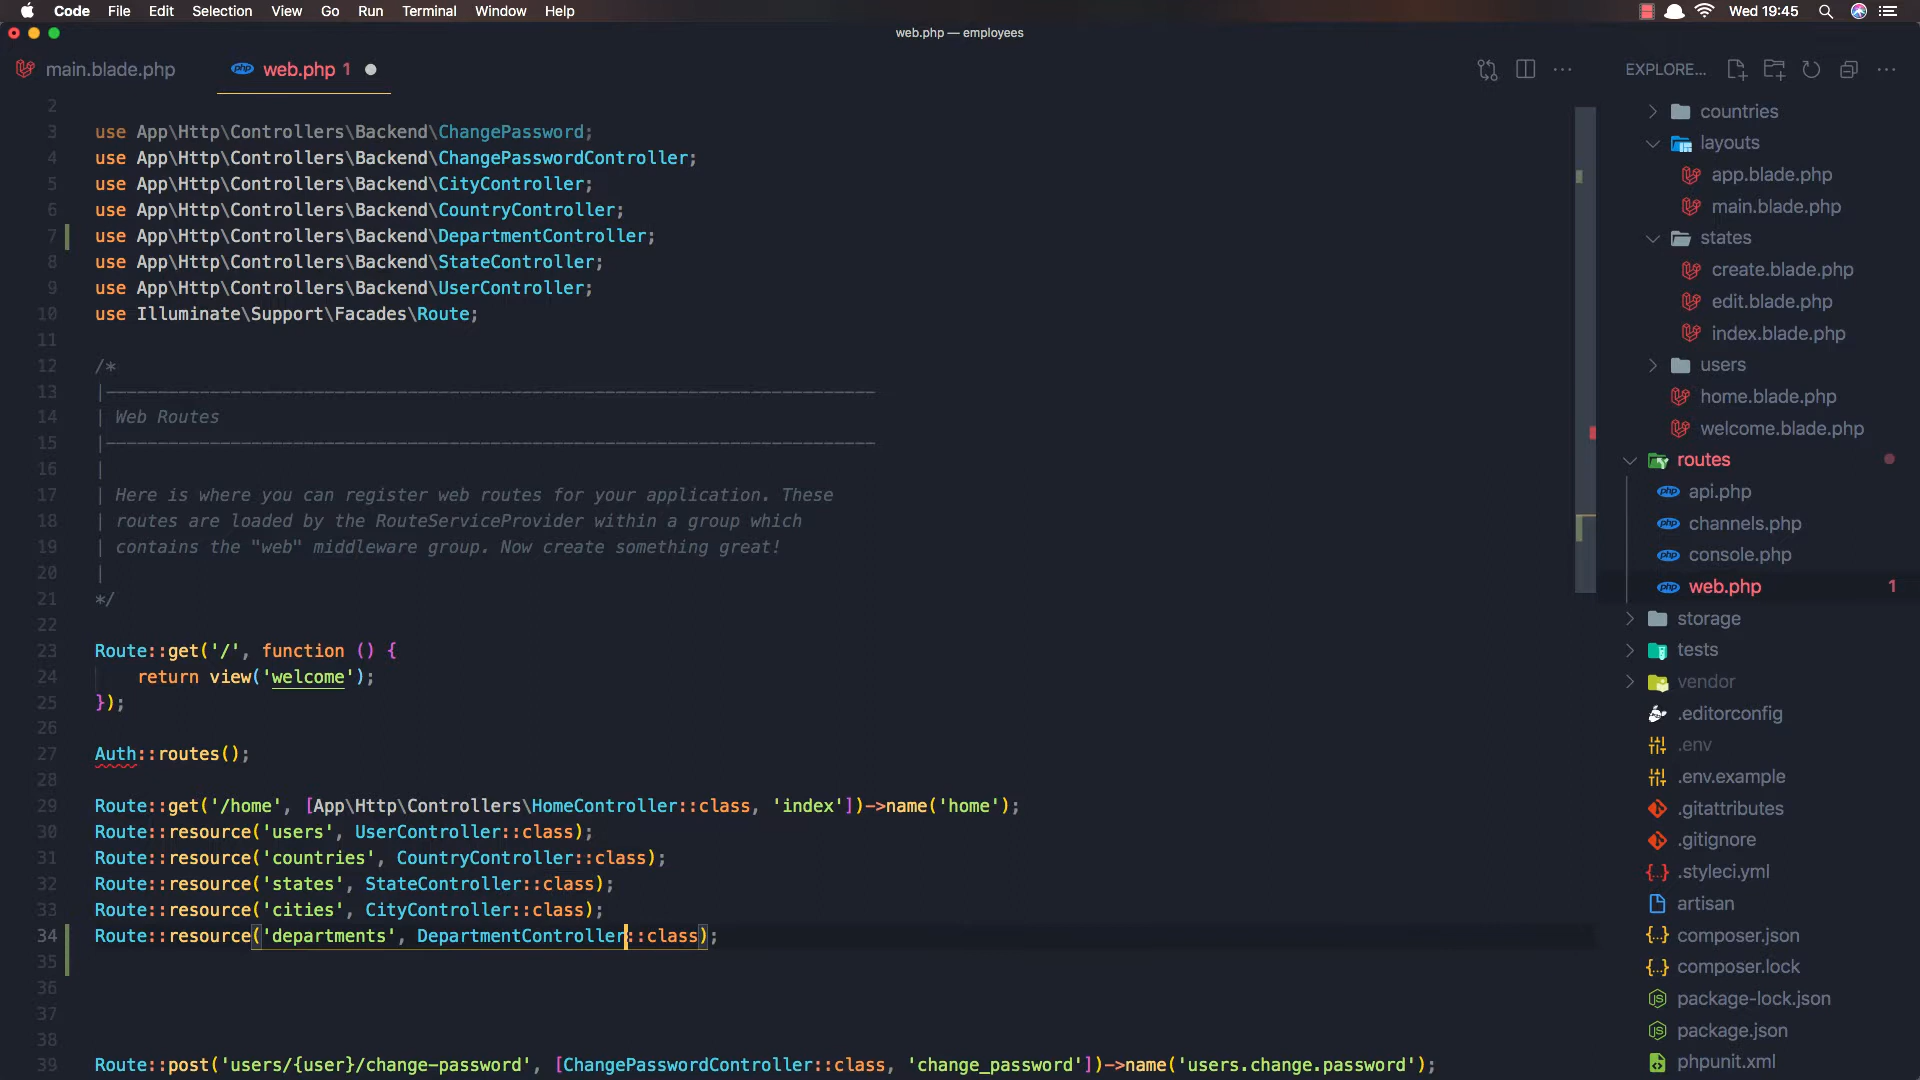 Code File Edit Selection View Go Run Terminal Window Help Wed 19:45
web.php — employees
main.blade.php web.php 1 EXPLORE...
2
3 use App\Http\Controllers\Backend\ChangePassword;
4 use App\Http\Controllers\Backend\ChangePasswordController;
5 use App\Http\Controllers\Backend\CityController;
6 use App\Http\Controllers\Backend\CountryController;
7 use App\Http\Controllers\Backend\DepartmentController;
8 use App\Http\Controllers\Backend\StateController;
9 use App\Http\Controllers\Backend\UserController;
10 use Illuminate\Support\Facades\Route;
11
12 /*
13 |--------------------------------------------------------------------------
14 | Web Routes
15 |--------------------------------------------------------------------------
16 |
17 | Here is where you can register web routes for your application. These
18 | routes are loaded by the RouteServiceProvider within a group which
19 | contains the "web" middleware group. Now create something great!
20 |
21 */
22
23 Route::get('/', function () {
24 return view('welcome');
25 });
26
27 Auth::routes();
28
29 Route::get('/home', [App\Http\Controllers\HomeController::class, 'index'])->name('home');
30 Route::resource('users', UserController::class);
31 Route::resource('countries', CountryController::class);
32 Route::resource('states', StateController::class);
33 Route::resource('cities', CityController::class);
34 Route::resource('departments', DepartmentController::class);
35
36
37
38
39 Route::post('users/{user}/change-password', [ChangePasswordController::class, 'change_password'])->name('users.change.password');
countries
layouts
app.blade.php
main.blade.php
states
create.blade.php
edit.blade.php
index.blade.php
users
home.blade.php
welcome.blade.php
routes
api.php
channels.php
console.php
web.php 1
storage
tests
vendor
.editorconfig
.env
.env.example
.gitattributes
.gitignore
.styleci.yml
artisan
composer.json
composer.lock
package-lock.json
package.json
phpunit.xml